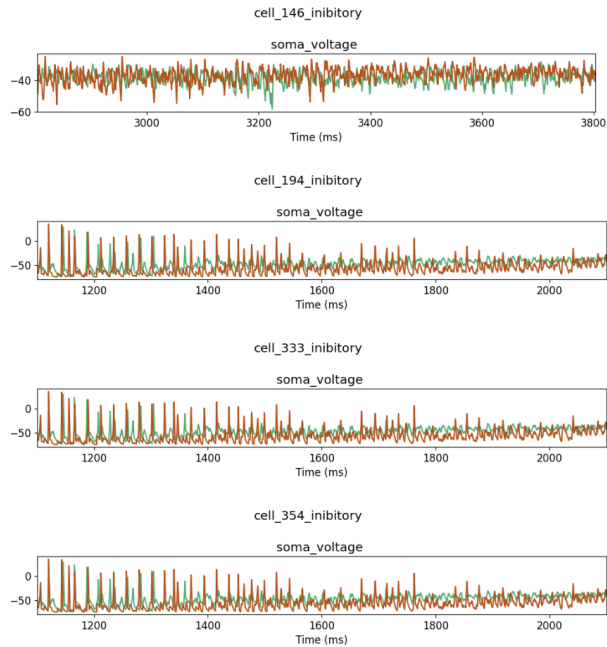 cell_146_inibitory
soma_voltage
−40
−60
3000 3200 3400 3600 3800
Time (ms)
cell_194_inibitory
soma_voltage
0
−50
1200 1400 1600 1800 2000
Time (ms)
cell_333_inibitory
soma_voltage
0
−50
1200 1400 1600 1800 2000
Time (ms)
cell_354_inibitory
soma_voltage
0
−50
1200 1400 1600 1800 2000
Time (ms)